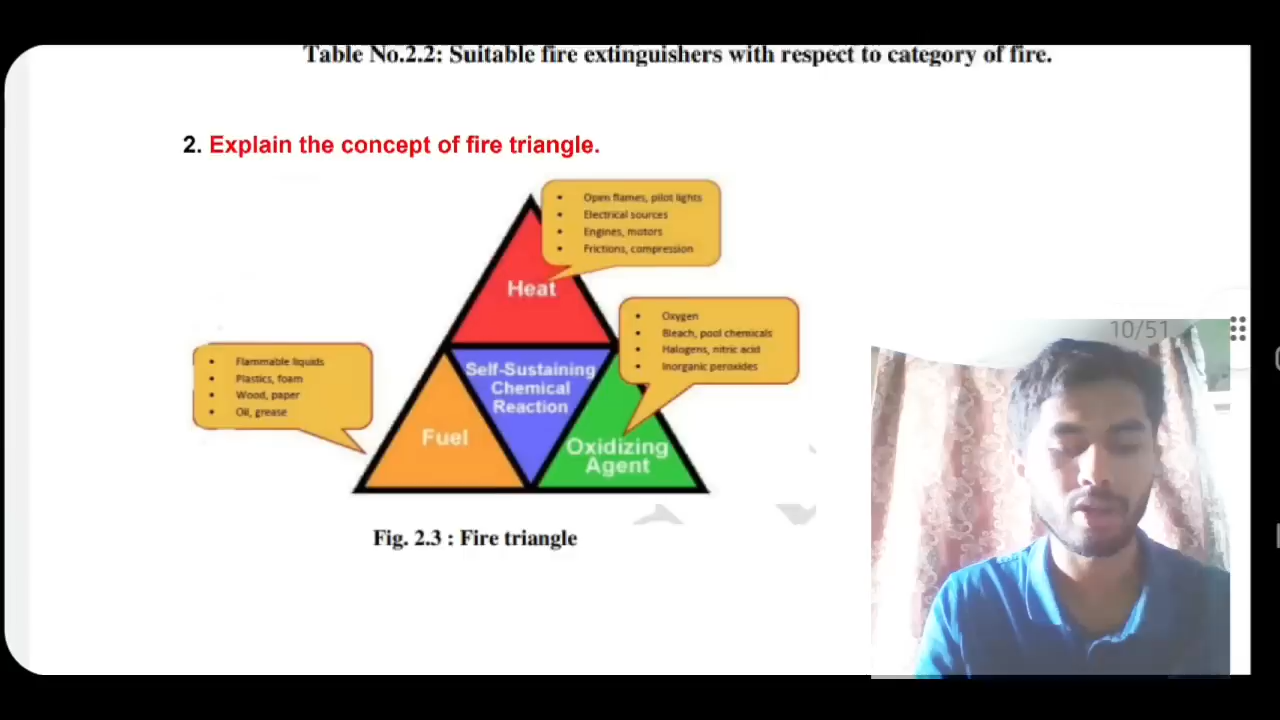 Table No.2.2: Suitable fire extinguishers with respect to category of fire.
2. Explain the concept of fire triangle.
• Open flames, pilot lights
• Electrical sources
• Engines, motors
• Frictions, compression
Heat
• Oxygen
• Bleach, pool chemicals
• Halogens, nitric acid
• Inorganic peroxides
10/51
• Flammable liquids
• Plastics, foam
• Wood, paper
• Oil, grease
Self-Sustaining
Chemical
Reaction
Fuel
Oxidizing
Agent
Fig. 2.3 : Fire triangle